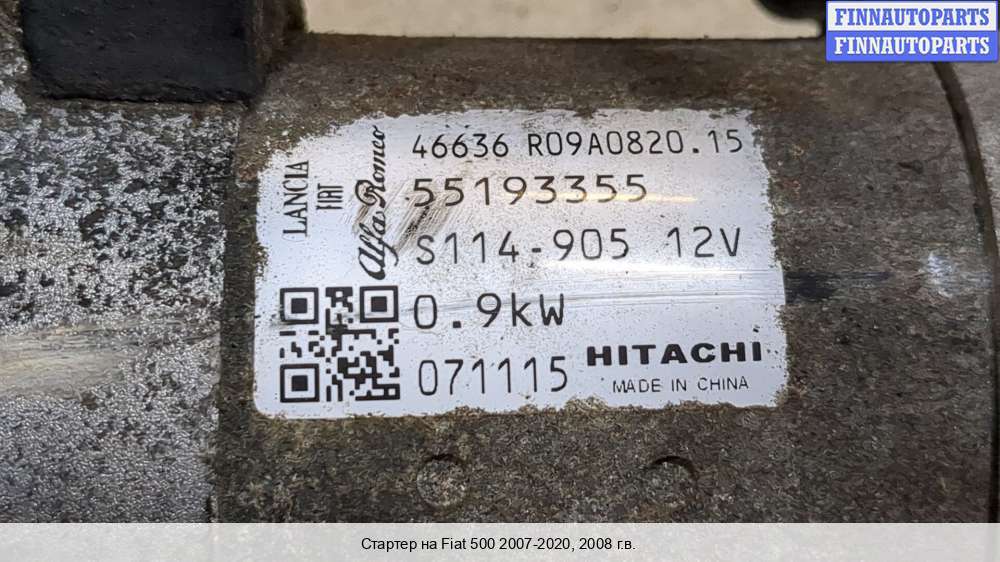 FINNAUTOPARTS
FINNAUTOPARTS
LANCIA
FIAT
Alfa Romeo
46636 R09A0820.15
55193355
S114-905 12V
0.9kW
071115 HITACHI
MADE IN CHINA
Стартер на Fiat 500 2007-2020, 2008 г.в.